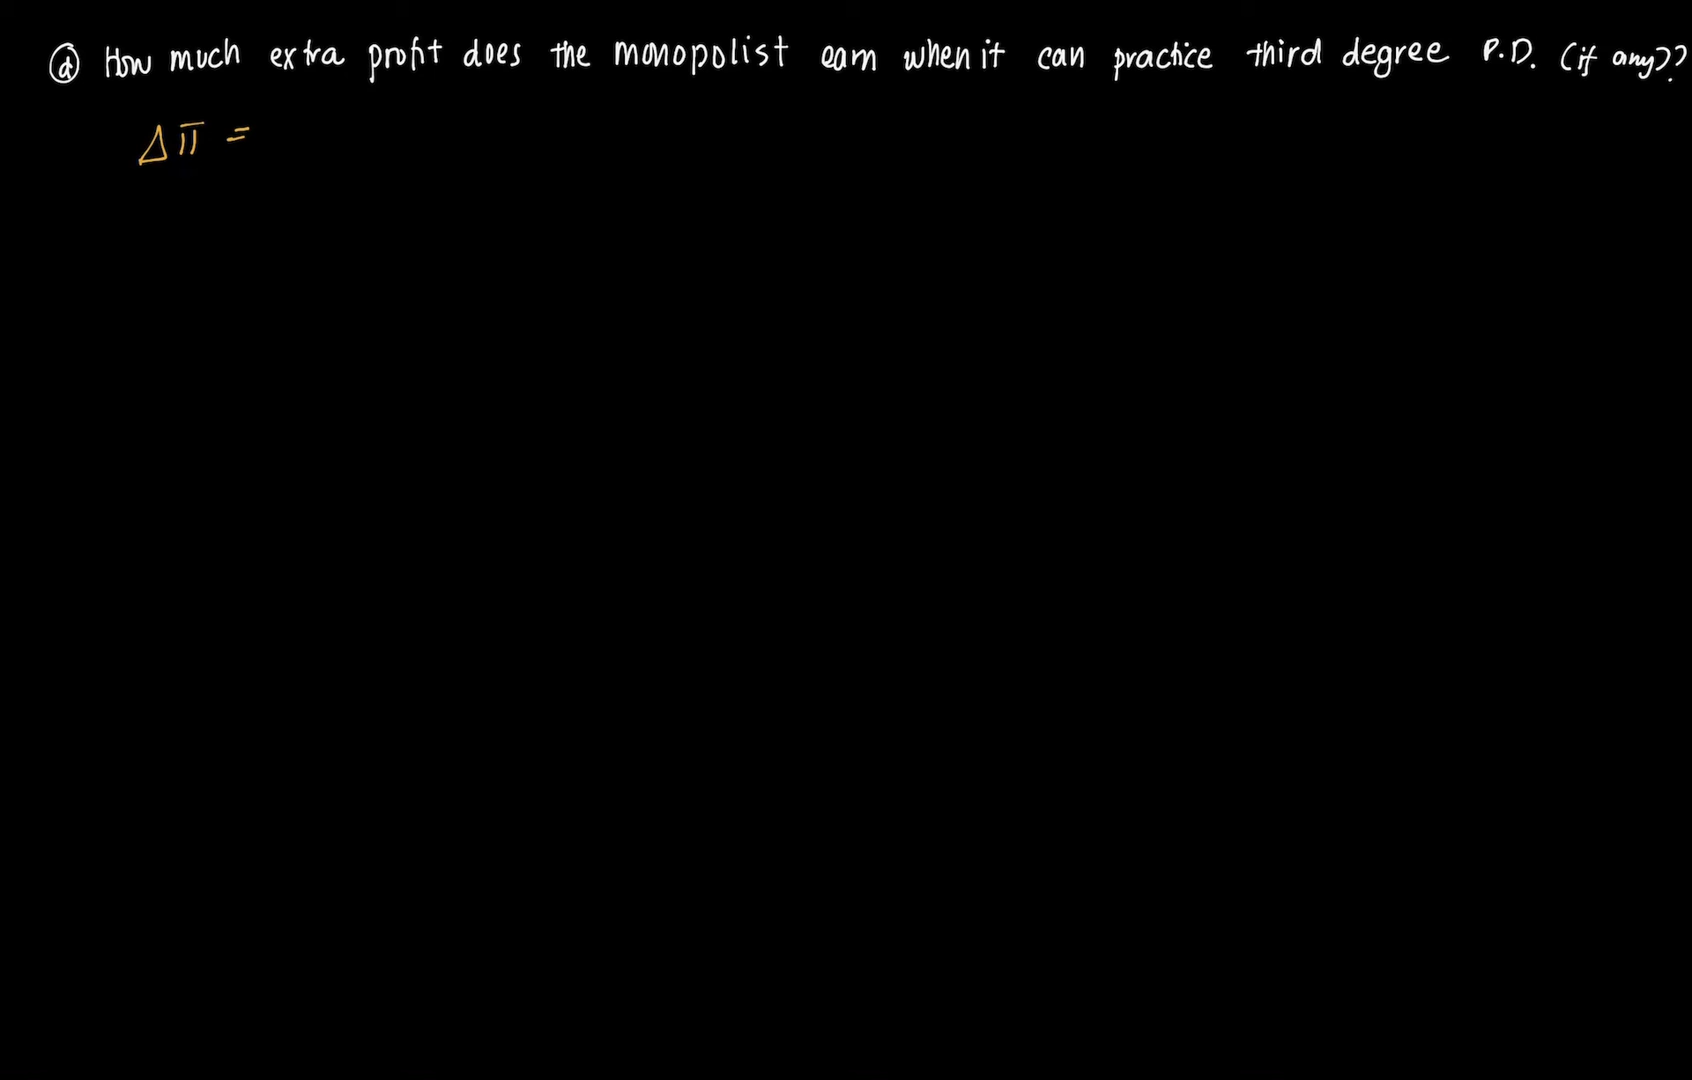 ⓓ How much extra profit does the monopolist earn when it can practice third degree P.D. (if any)??
Δπ =